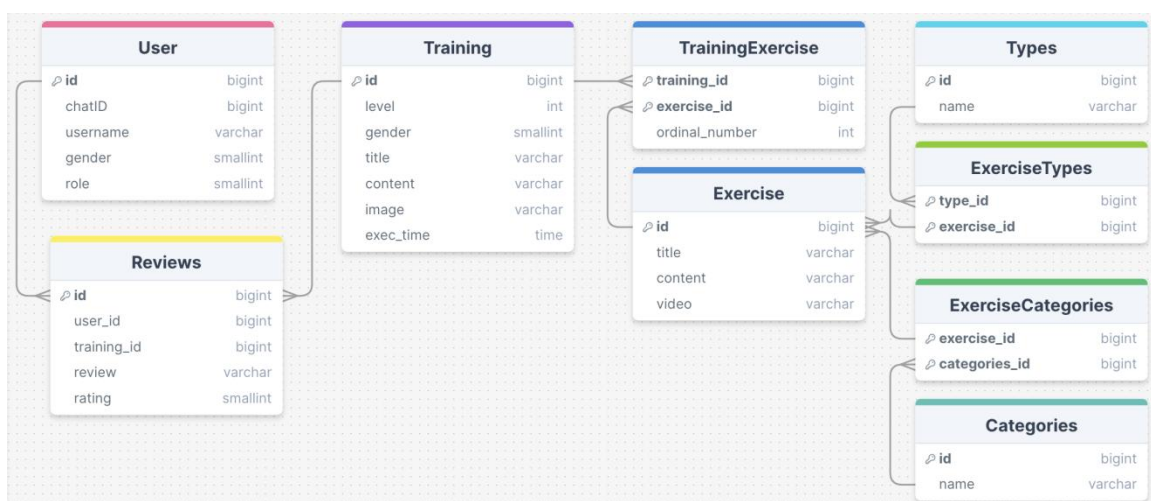 User
id bigint
chatID bigint
username varchar
gender smallint
role smallint
Reviews
id bigint
user_id bigint
training_id bigint
review varchar
rating smallint
Training
id bigint
level int
gender smallint
title varchar
content varchar
image varchar
exec_time time
TrainingExercise
training_id bigint
exercise_id bigint
ordinal_number int
Exercise
id bigint
title varchar
content varchar
video varchar
Types
id bigint
name varchar
ExerciseTypes
type_id bigint
exercise_id bigint
ExerciseCategories
exercise_id bigint
categories_id bigint
Categories
id bigint
name varchar